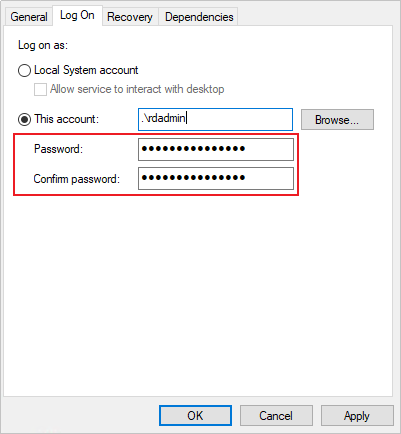 General Log On Recovery Dependencies
Log on as:
Local System account
Allow service to interact with desktop
This account: .\rdadmin Browse...
Password: ●●●●●●●●●●●●●●●
Confirm password: ●●●●●●●●●●●●●●●
OK Cancel Apply